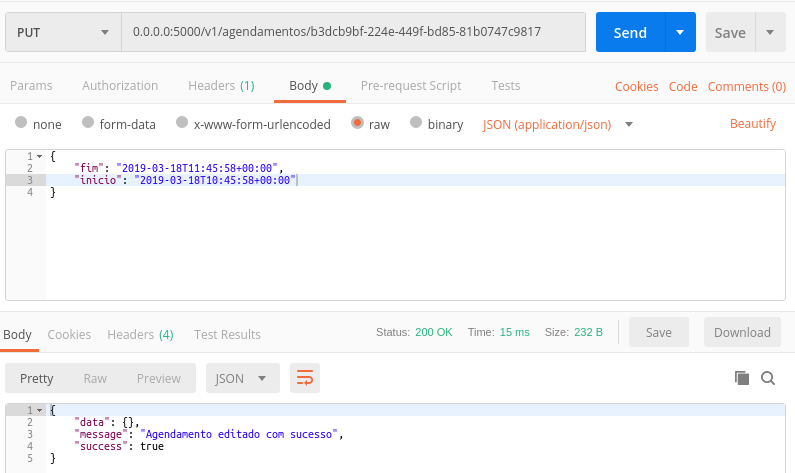 PUT 0.0.0.0:5000/v1/agendamentos/b3dcb9bf-224e-449f-bd85-81b0747c9817 Send Save
Params Authorization Headers (1) Body Pre-request Script Tests Cookies Code Comments (0)
none form-data x-www-form-urlencoded raw binary JSON (application/json) Beautify
1 {
2 "fim": "2019-03-18T11:45:58+00:00",
3 "inicio": "2019-03-18T10:45:58+00:00"
4 }
Body Cookies Headers (4) Test Results Status: 200 OK Time: 15 ms Size: 232 B Save Download
Pretty Raw Preview JSON
1 {
2 "data": {},
3 "message": "Agendamento editado com sucesso",
4 "success": true
5 }